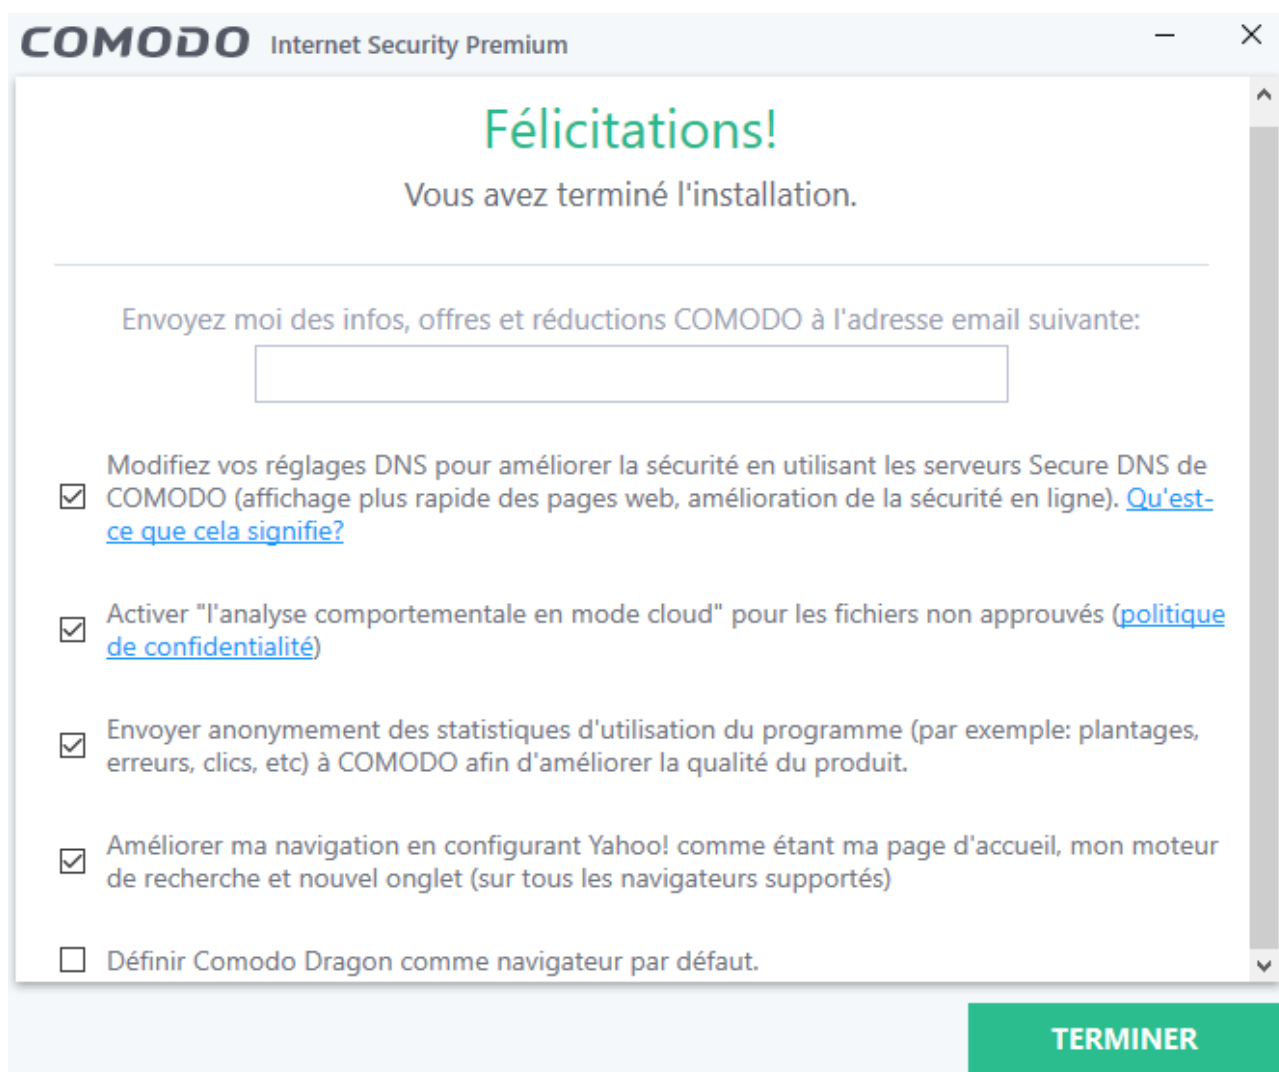 COMODO Internet Security Premium
Félicitations!
Vous avez terminé l'installation.
Envoyez moi des infos, offres et réductions COMODO à l'adresse email suivante:
Modifiez vos réglages DNS pour améliorer la sécurité en utilisant les serveurs Secure DNS de
COMODO (affichage plus rapide des pages web, amélioration de la sécurité en ligne). Qu'est-
ce que cela signifie?
Activer "l'analyse comportementale en mode cloud" pour les fichiers non approuvés (politique
de confidentialité)
Envoyer anonymement des statistiques d'utilisation du programme (par exemple: plantages,
erreurs, clics, etc) à COMODO afin d'améliorer la qualité du produit.
Améliorer ma navigation en configurant Yahoo! comme étant ma page d'accueil, mon moteur
de recherche et nouvel onglet (sur tous les navigateurs supportés)
Définir Comodo Dragon comme navigateur par défaut.
TERMINER